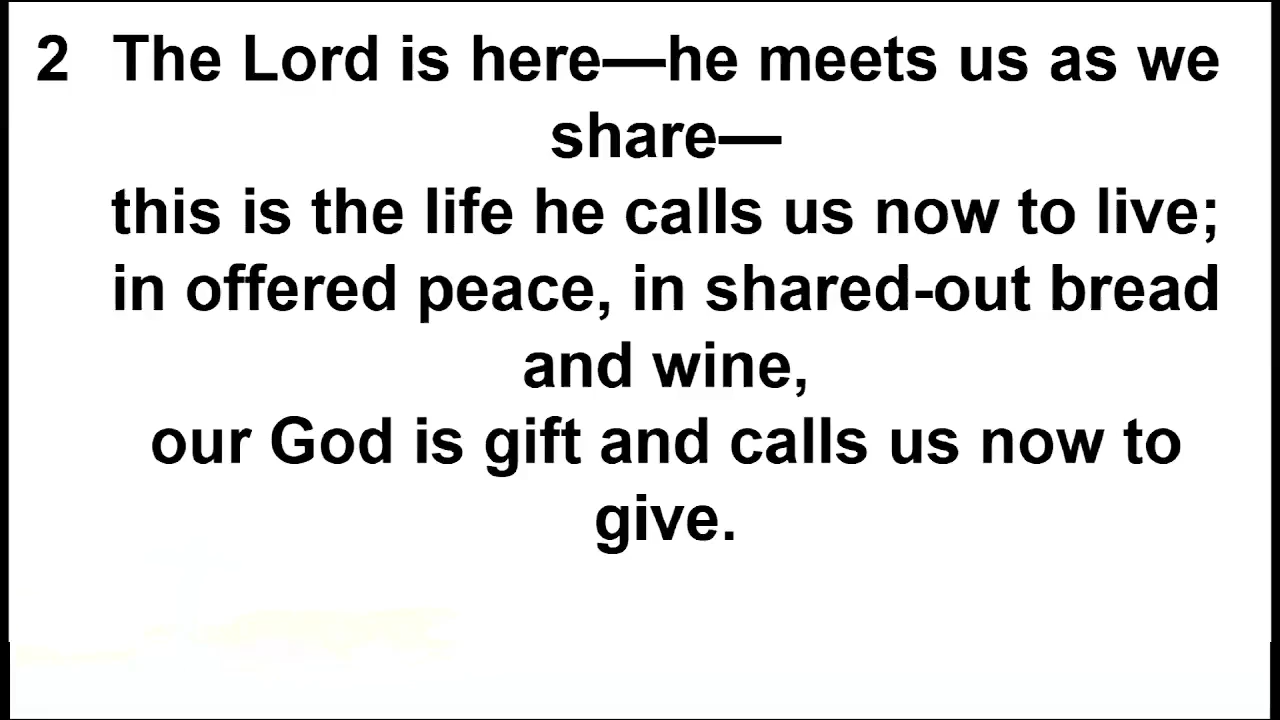 2 The Lord is here—he meets us as we
share—
this is the life he calls us now to live;
in offered peace, in shared-out bread
and wine,
our God is gift and calls us now to
give.